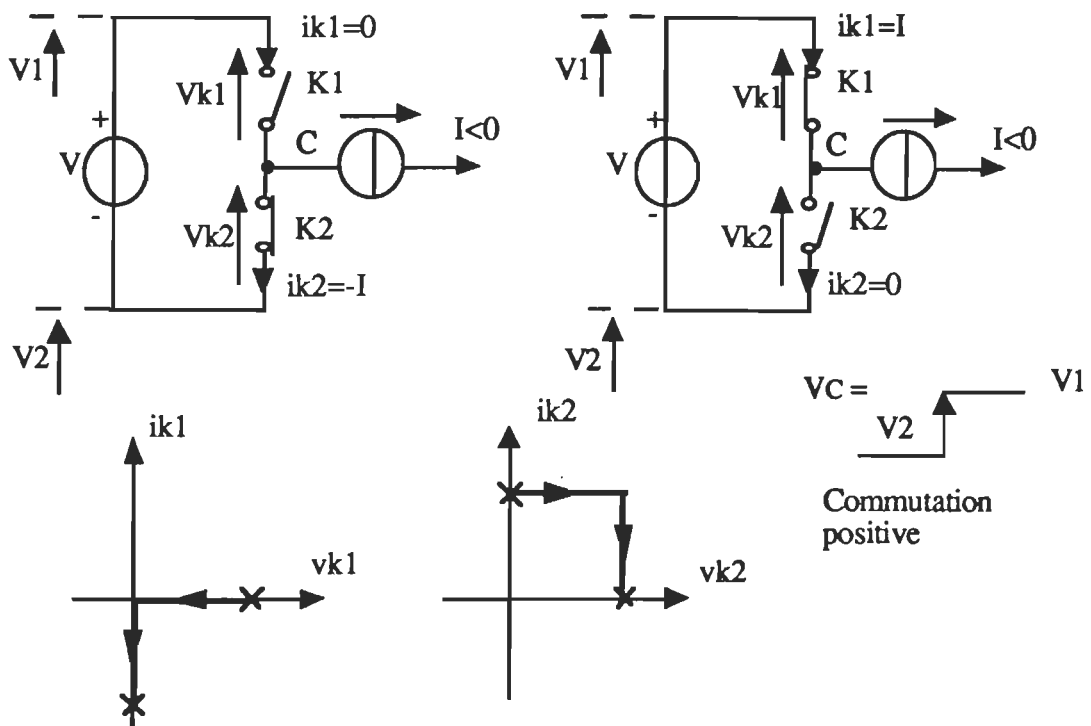 ik1=0
V1
K1
Vk1
I<0
+
C
V
-
K2
Vk2
ik2=-I
V2
ik1=I
V1
K1
Vk1
I<0
+
C
V
-
K2
Vk2
ik2=0
V2
VC =
V1
V2
Commutation
positive
ik1
vk1
ik2
vk2